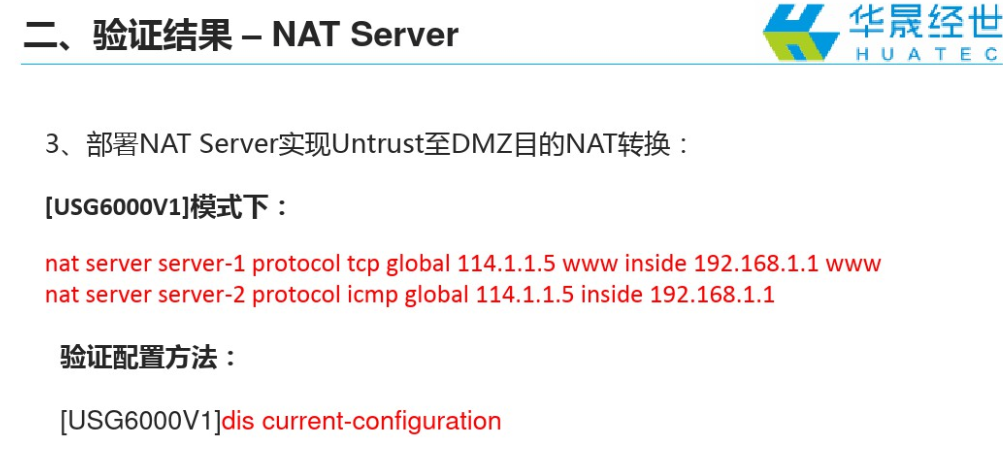 二、验证结果 – NAT Server
华晟经世
HUATEC
3、部署NAT Server实现Untrust至DMZ目的NAT转换：
[USG6000V1]模式下：
nat server server-1 protocol tcp global 114.1.1.5 www inside 192.168.1.1 www
nat server server-2 protocol icmp global 114.1.1.5 inside 192.168.1.1
验证配置方法：
[USG6000V1]dis current-configuration